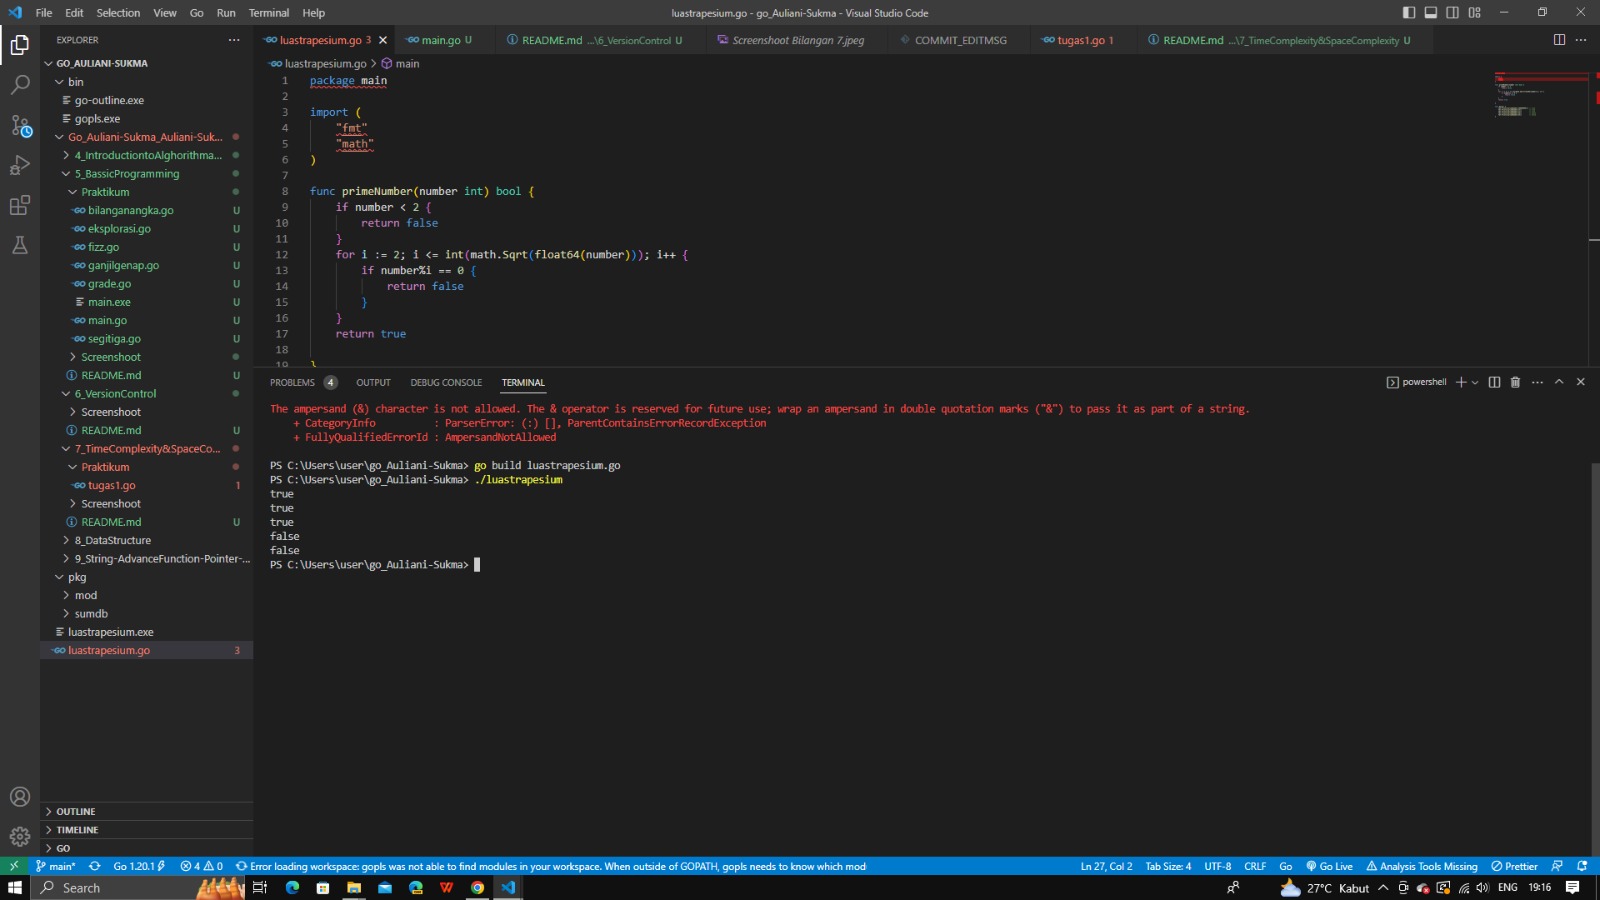 File Edit Selection View Go Run Terminal Help
luastrapesium.go - go_Auliani-Sukma - Visual Studio Code
EXPLORER
GO_AULIANI-SUKMA
bin
go-outline.exe
gopls.exe
Go_Auliani-Sukma_Auliani-Suk...
4_IntroductiontoAlghorithma...
5_BassicProgramming
Praktikum
bilanganangka.go U
eksplorasi.go U
fizz.go U
ganjilgenap.go U
grade.go U
main.exe U
main.go U
segitiga.go U
Screenshoot
README.md U
6_VersionControl
Screenshoot
README.md U
7_TimeComplexity&SpaceCo...
Praktikum
tugas1.go 1
Screenshoot
README.md U
8_DataStructure
9_String-AdvanceFunction-Pointer-...
pkg
mod
sumdb
luastrapesium.exe
luastrapesium.go 3
OUTLINE
TIMELINE
GO
luastrapesium.go 3
main.go U
README.md ...\6_VersionControl U
Screenshoot Bilangan 7.jpeg
COMMIT_EDITMSG
tugas1.go 1
README.md ...\7_TimeComplexity&SpaceComplexity U
luastrapesium.go > main
1 package main
2
3 import (
4 "fmt"
5 "math"
6 )
7
8 func primeNumber(number int) bool {
9 if number < 2 {
10 return false
11 }
12 for i := 2; i <= int(math.Sqrt(float64(number))); i++ {
13 if number%i == 0 {
14 return false
15 }
16 }
17 return true
18
19 }
PROBLEMS 4 OUTPUT DEBUG CONSOLE TERMINAL
powershell
The ampersand (&) character is not allowed. The & operator is reserved for future use; wrap an ampersand in double quotation marks ("&") to pass it as part of a string.
+ CategoryInfo : ParserError: (:) [], ParentContainsErrorRecordException
+ FullyQualifiedErrorId : AmpersandNotAllowed
PS C:\Users\user\go_Auliani-Sukma> go build luastrapesium.go
PS C:\Users\user\go_Auliani-Sukma> ./luastrapesium
true
true
true
false
false
PS C:\Users\user\go_Auliani-Sukma>
main* Go 1.20.1 4 0 Error loading workspace: gopls was not able to find modules in your workspace. When outside of GOPATH, gopls needs to know which mod
Ln 27, Col 2 Tab Size: 4 UTF-8 CRLF Go Go Live Analysis Tools Missing Prettier
Search
27°C Kabut ENG 19:16